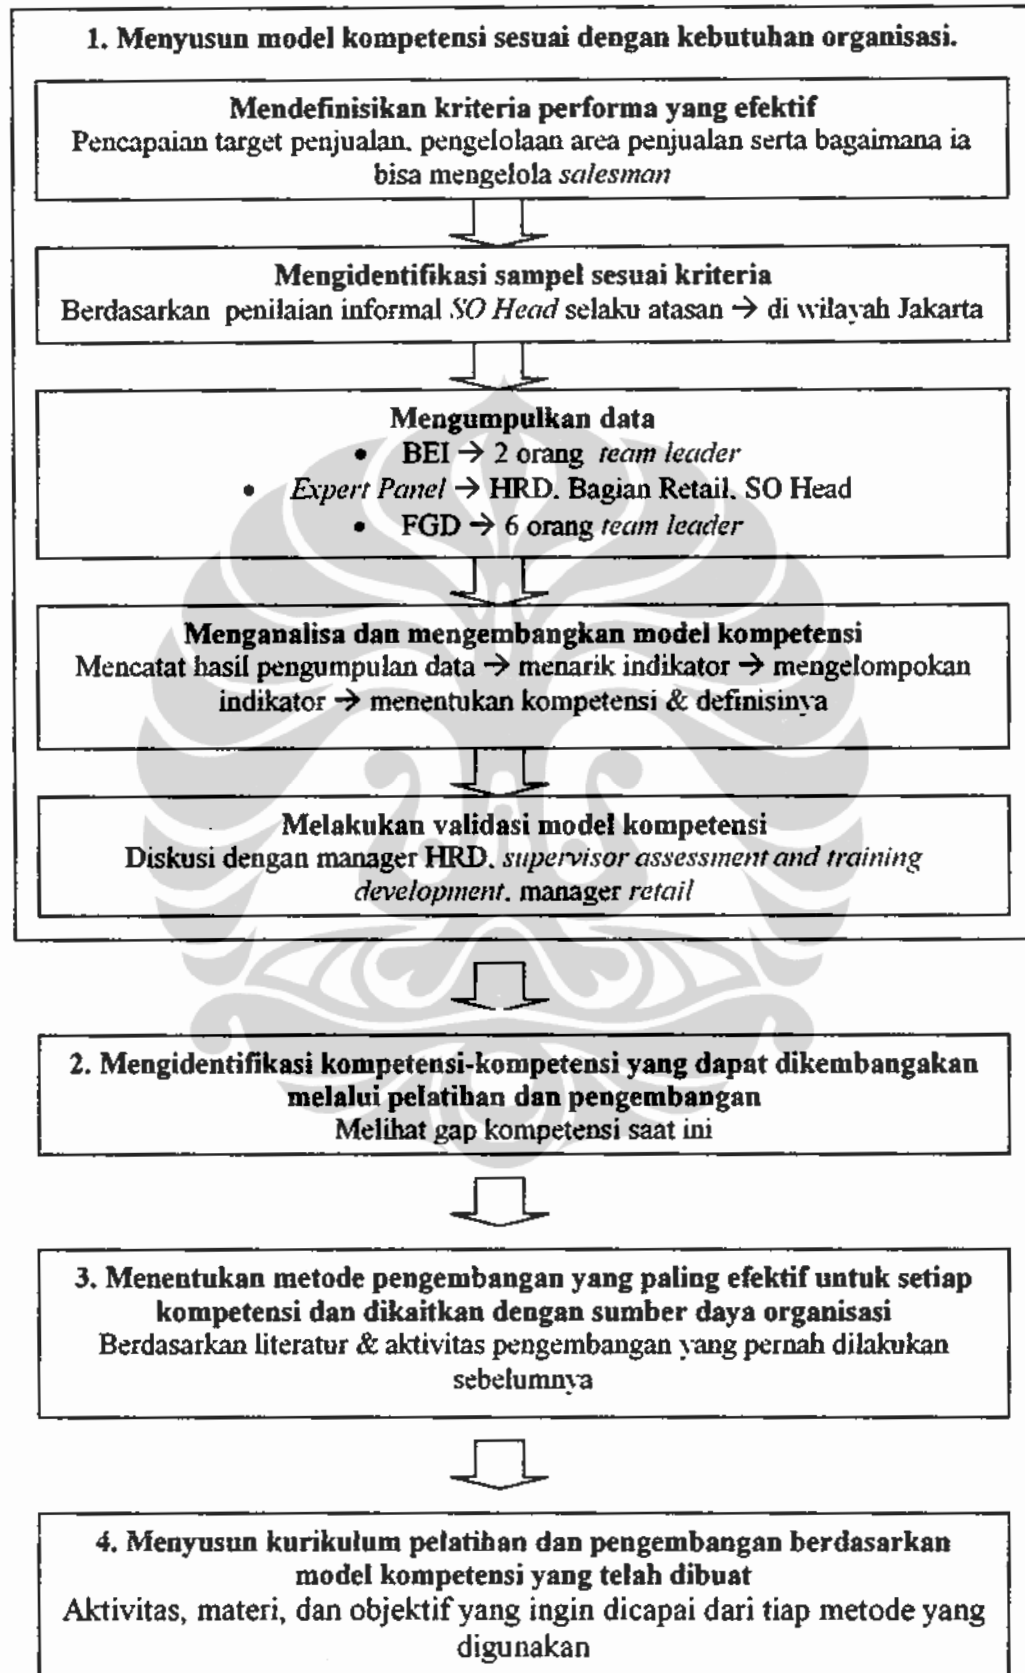 1. Menyusun model kompetensi sesuai dengan kebutuhan organisasi.
Mendefinisikan kriteria performa yang efektif
Pencapaian target penjualan, pengelolaan area penjualan serta bagaimana ia
bisa mengelola salesman
Mengidentifikasi sampel sesuai kriteria
Berdasarkan penilaian informal SO Head selaku atasan → di wilayah Jakarta
Mengumpulkan data
• BEI → 2 orang team leader
• Expert Panel → HRD, Bagian Retail, SO Head
• FGD → 6 orang team leader
Menganalisa dan mengembangkan model kompetensi
Mencatat hasil pengumpulan data → menarik indikator → mengelompokan
indikator → menentukan kompetensi & definisinya
Melakukan validasi model kompetensi
Diskusi dengan manager HRD, supervisor assessment and training
development, manager retail
2. Mengidentifikasi kompetensi-kompetensi yang dapat dikembangakan
melalui pelatihan dan pengembangan
Melihat gap kompetensi saat ini
3. Menentukan metode pengembangan yang paling efektif untuk setiap
kompetensi dan dikaitkan dengan sumber daya organisasi
Berdasarkan literatur & aktivitas pengembangan yang pernah dilakukan
sebelumnya
4. Menyusun kurikulum pelatihan dan pengembangan berdasarkan
model kompetensi yang telah dibuat
Aktivitas, materi, dan objektif yang ingin dicapai dari tiap metode yang
digunakan